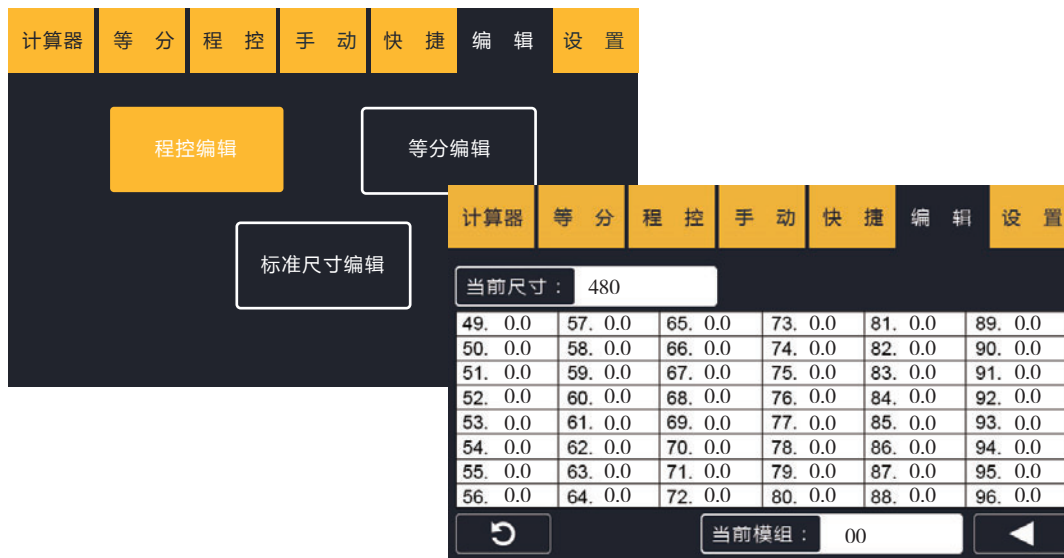 计算器 等 分 程 控 手 动 快 捷 编 辑 设 置
程控编辑 等分编辑
标准尺寸编辑
计算器 等 分 程 控 手 动 快 捷 编 辑 设 置
当前尺寸： 480
49. 0.0 57. 0.0 65. 0.0 73. 0.0 81. 0.0 89. 0.0
50. 0.0 58. 0.0 66. 0.0 74. 0.0 82. 0.0 90. 0.0
51. 0.0 59. 0.0 67. 0.0 75. 0.0 83. 0.0 91. 0.0
52. 0.0 60. 0.0 68. 0.0 76. 0.0 84. 0.0 92. 0.0
53. 0.0 61. 0.0 69. 0.0 77. 0.0 85. 0.0 93. 0.0
54. 0.0 62. 0.0 70. 0.0 78. 0.0 86. 0.0 94. 0.0
55. 0.0 63. 0.0 71. 0.0 79. 0.0 87. 0.0 95. 0.0
56. 0.0 64. 0.0 72. 0.0 80. 0.0 88. 0.0 96. 0.0
当前模组： 00